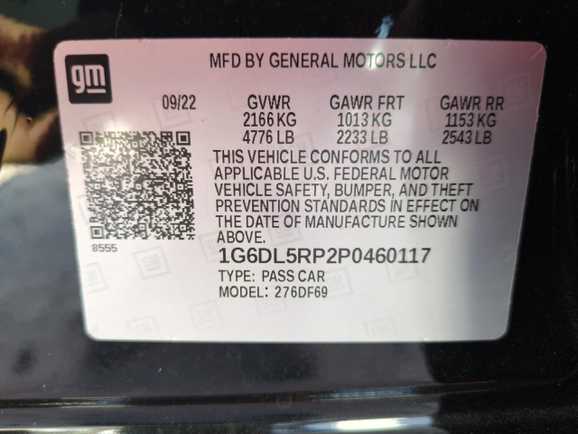 gm
MFD BY GENERAL MOTORS LLC
09/22 GVWR GAWR FRT GAWR RR
2166 KG 1013 KG 1153 KG
4776 LB 2233 LB 2543 LB
THIS VEHICLE CONFORMS TO ALL
APPLICABLE U.S. FEDERAL MOTOR
VEHICLE SAFETY, BUMPER, AND THEFT
PREVENTION STANDARDS IN EFFECT ON
THE DATE OF MANUFACTURE SHOWN
ABOVE.
8555
1G6DL5RP2P0460117
TYPE: PASS CAR
MODEL: 276DF69